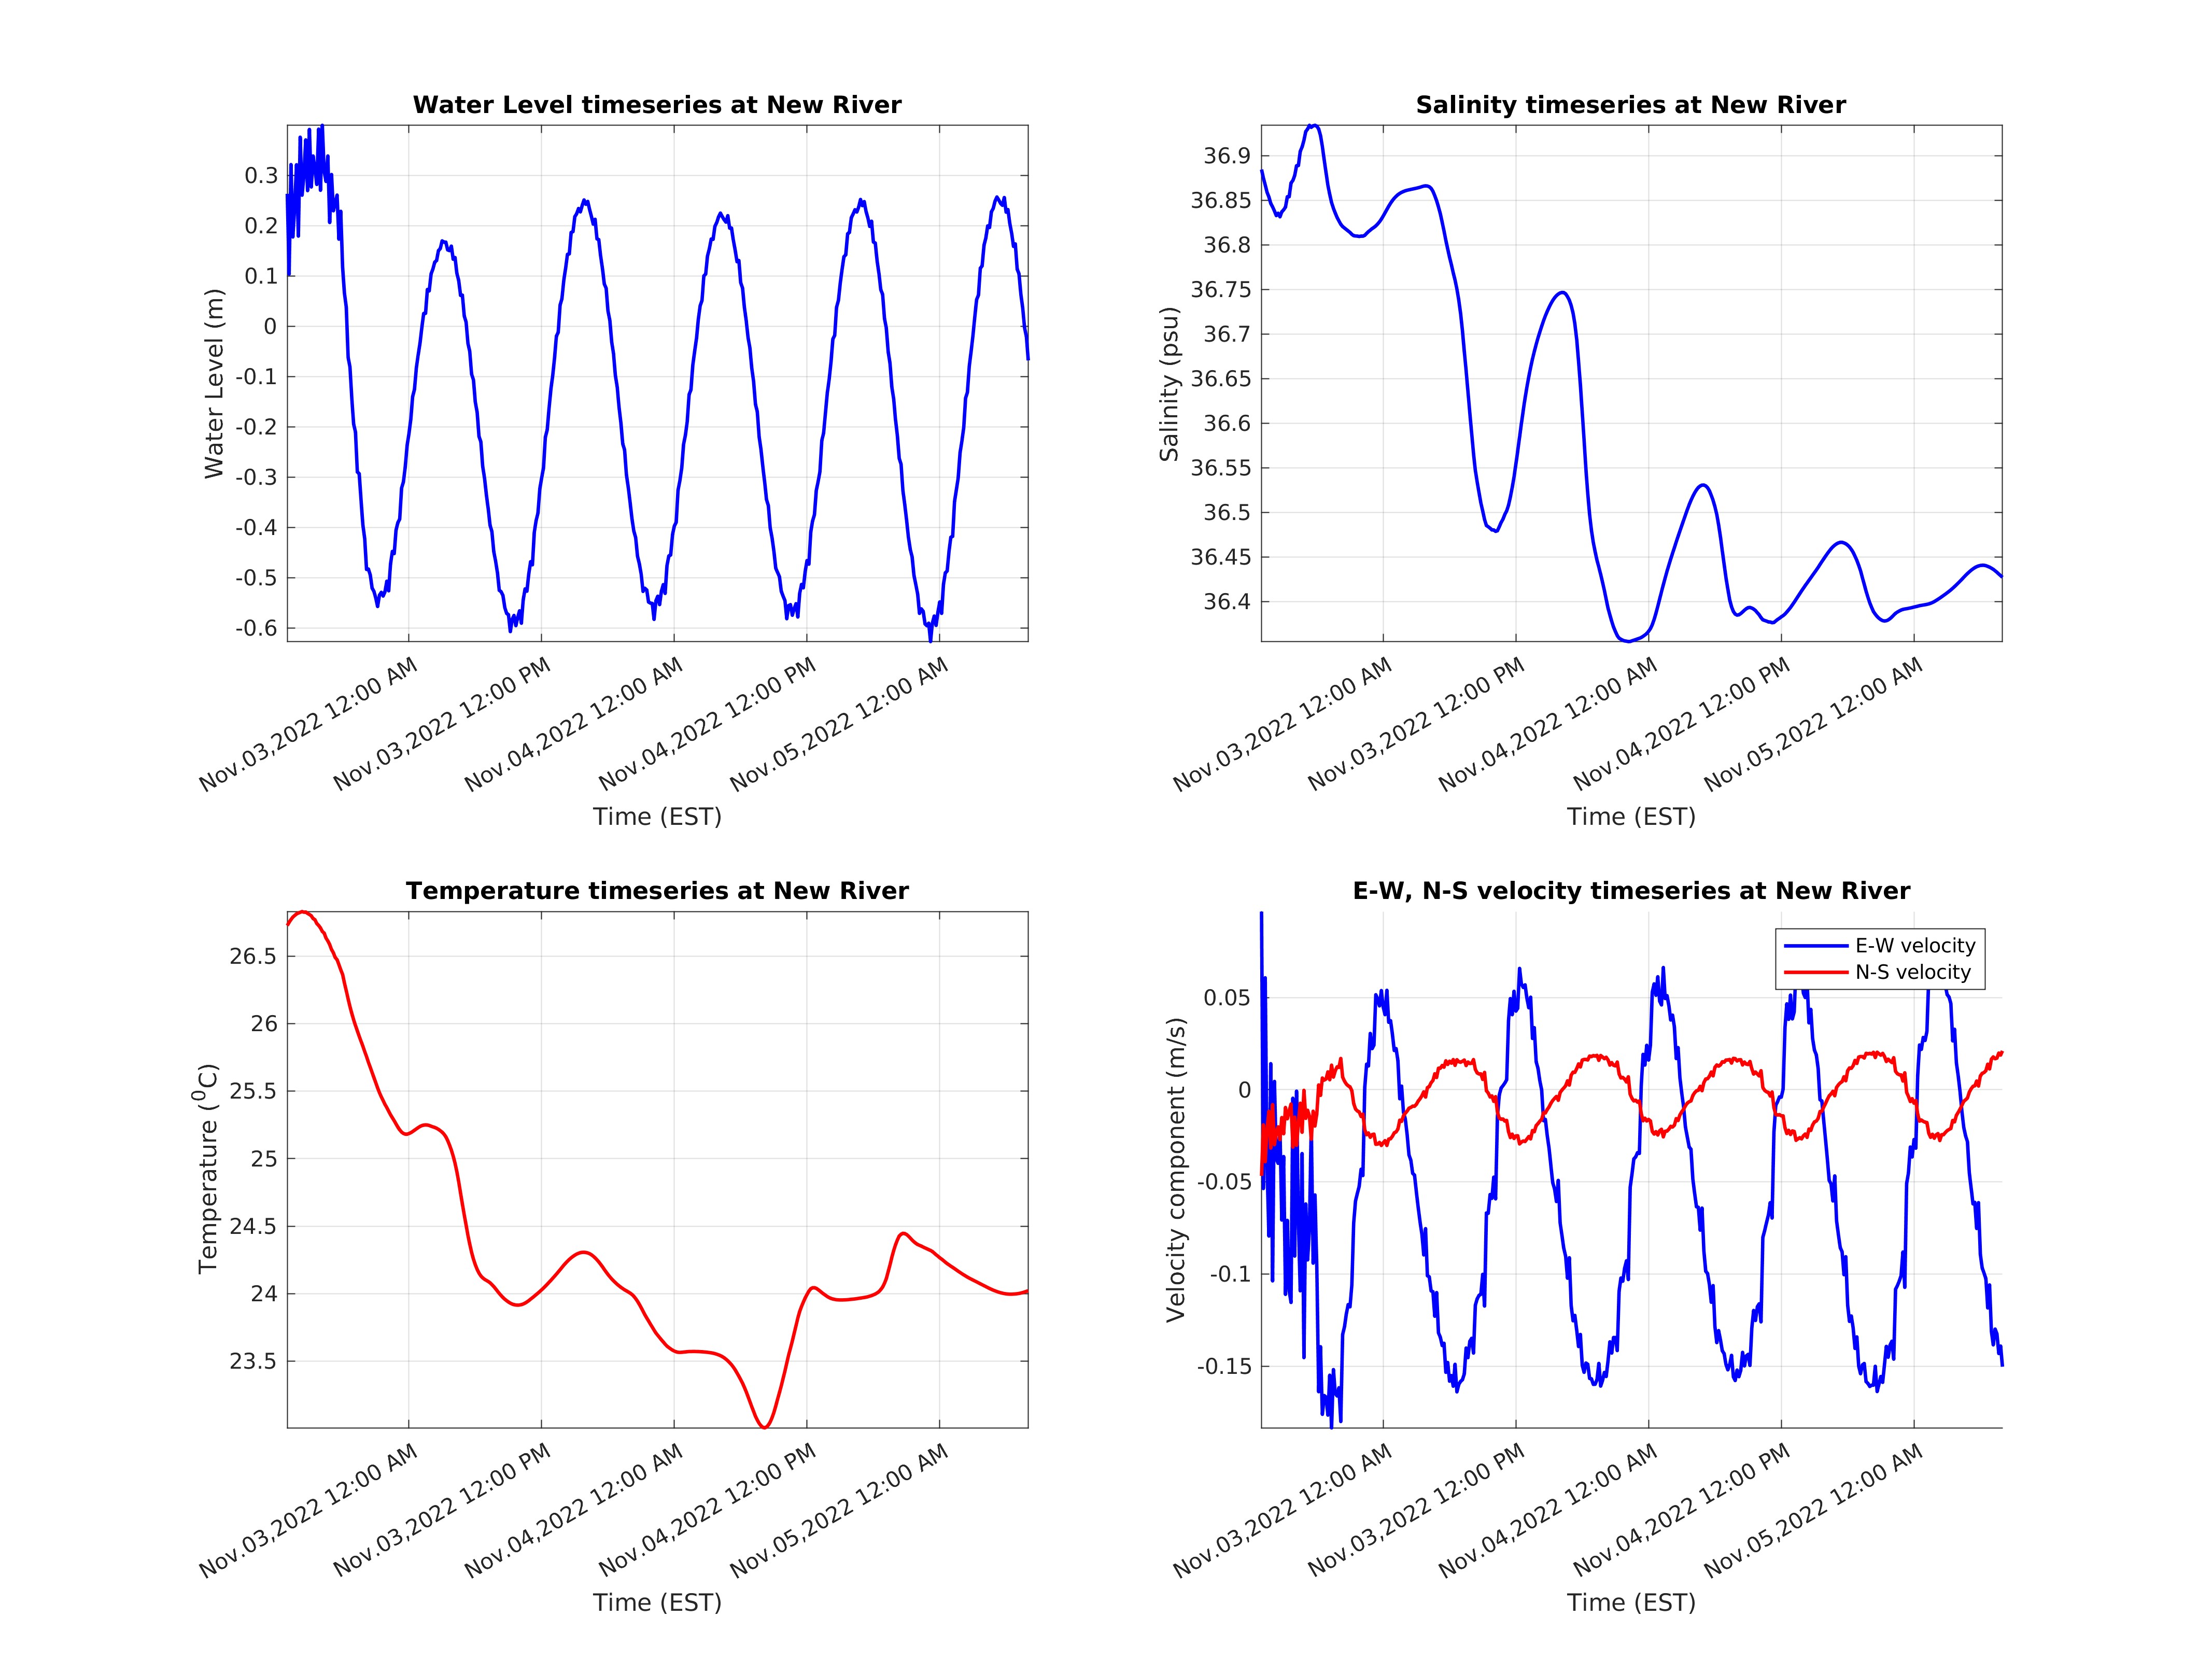 Water Level timeseries at New River
0.3
0.2
0.1
0
-0.1
-0.2
-0.3
-0.4
-0.5
-0.6
Water Level (m)
Nov.03,2022 12:00 AM
Nov.03,2022 12:00 PM
Nov.04,2022 12:00 AM
Nov.04,2022 12:00 PM
Nov.05,2022 12:00 AM
Time (EST)
Salinity timeseries at New River
36.9
36.85
36.8
36.75
36.7
36.65
36.6
36.55
36.5
36.45
36.4
Salinity (psu)
Nov.03,2022 12:00 AM
Nov.03,2022 12:00 PM
Nov.04,2022 12:00 AM
Nov.04,2022 12:00 PM
Nov.05,2022 12:00 AM
Time (EST)
Temperature timeseries at New River
26.5
26
25.5
25
24.5
24
23.5
Temperature (⁰C)
Nov.03,2022 12:00 AM
Nov.03,2022 12:00 PM
Nov.04,2022 12:00 AM
Nov.04,2022 12:00 PM
Nov.05,2022 12:00 AM
Time (EST)
E-W, N-S velocity timeseries at New River
E-W velocity
N-S velocity
0.05
0
-0.05
-0.1
-0.15
Velocity component (m/s)
Nov.03,2022 12:00 AM
Nov.03,2022 12:00 PM
Nov.04,2022 12:00 AM
Nov.04,2022 12:00 PM
Nov.05,2022 12:00 AM
Time (EST)